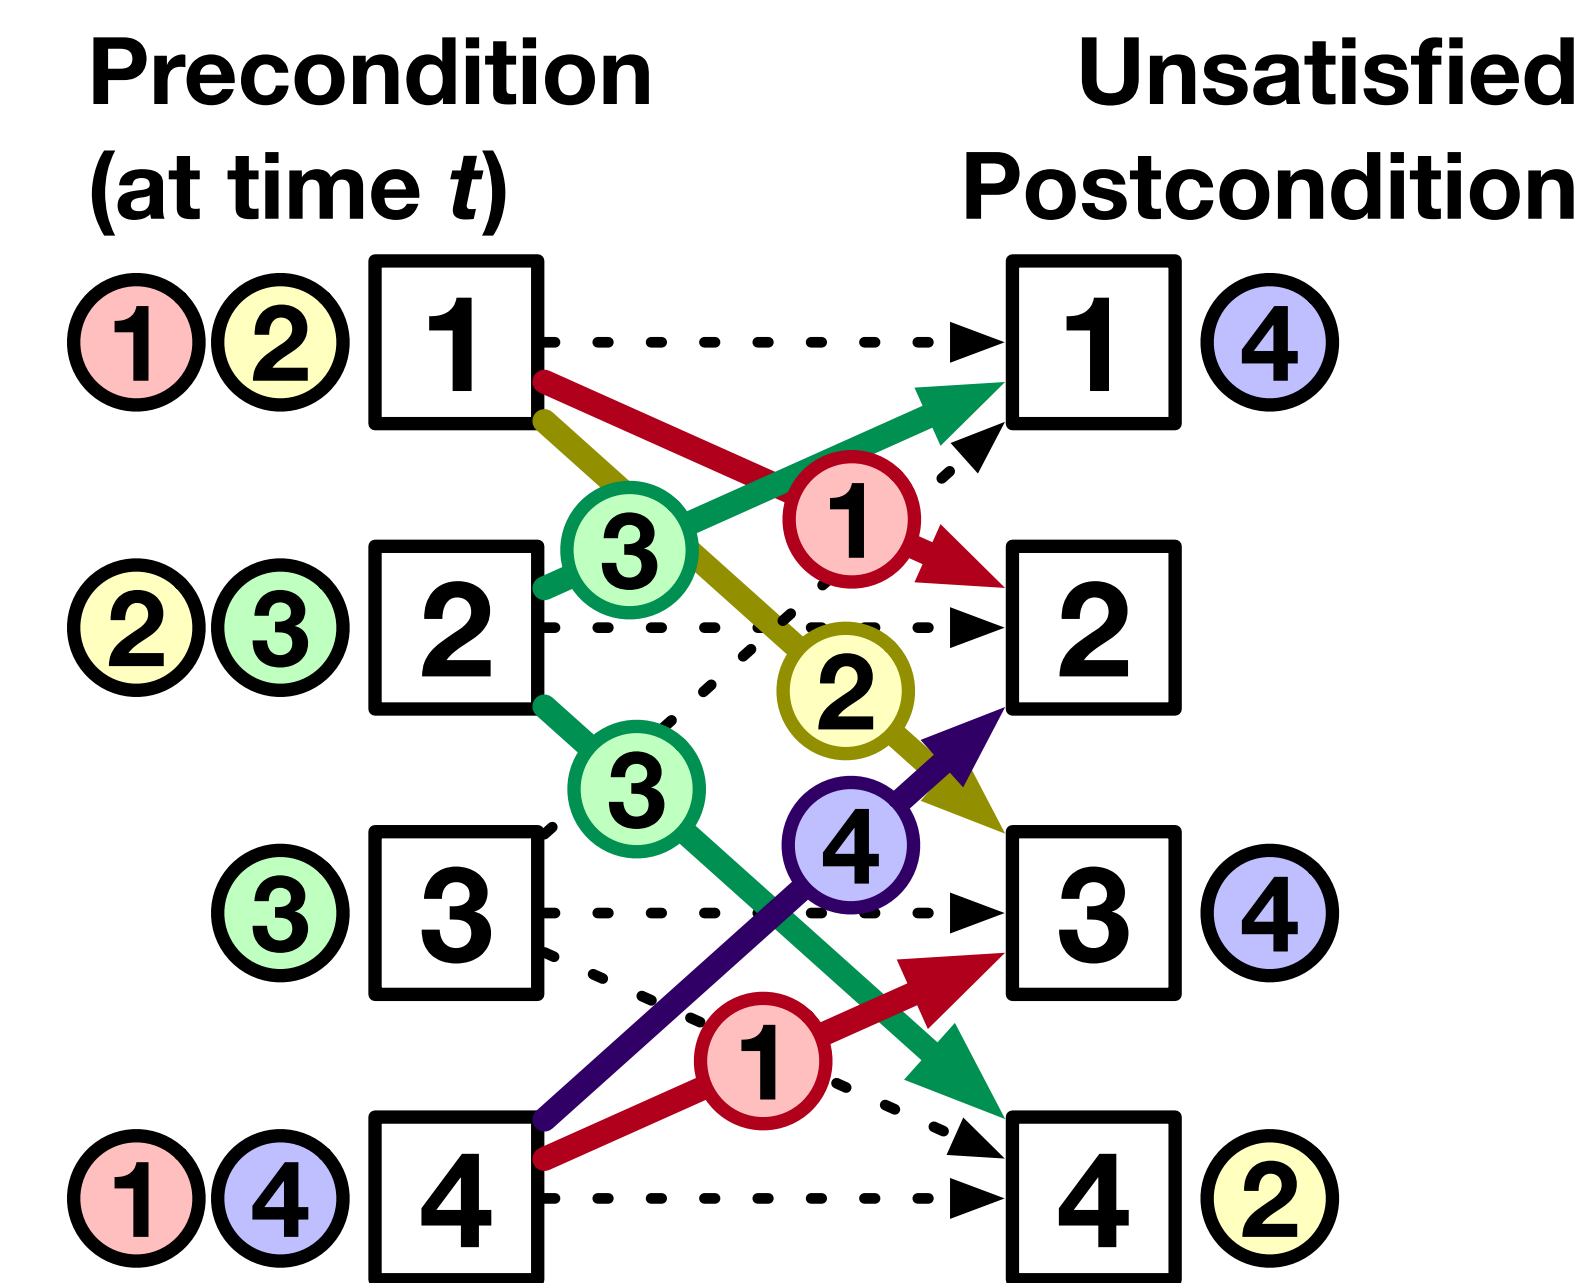 Precondition Unsatisfied
(at time t) Postcondition
1 2 1 1 4
3 1
2 3 2 2
2
3
4
3 3 3 4
1
1 4 4 4 2